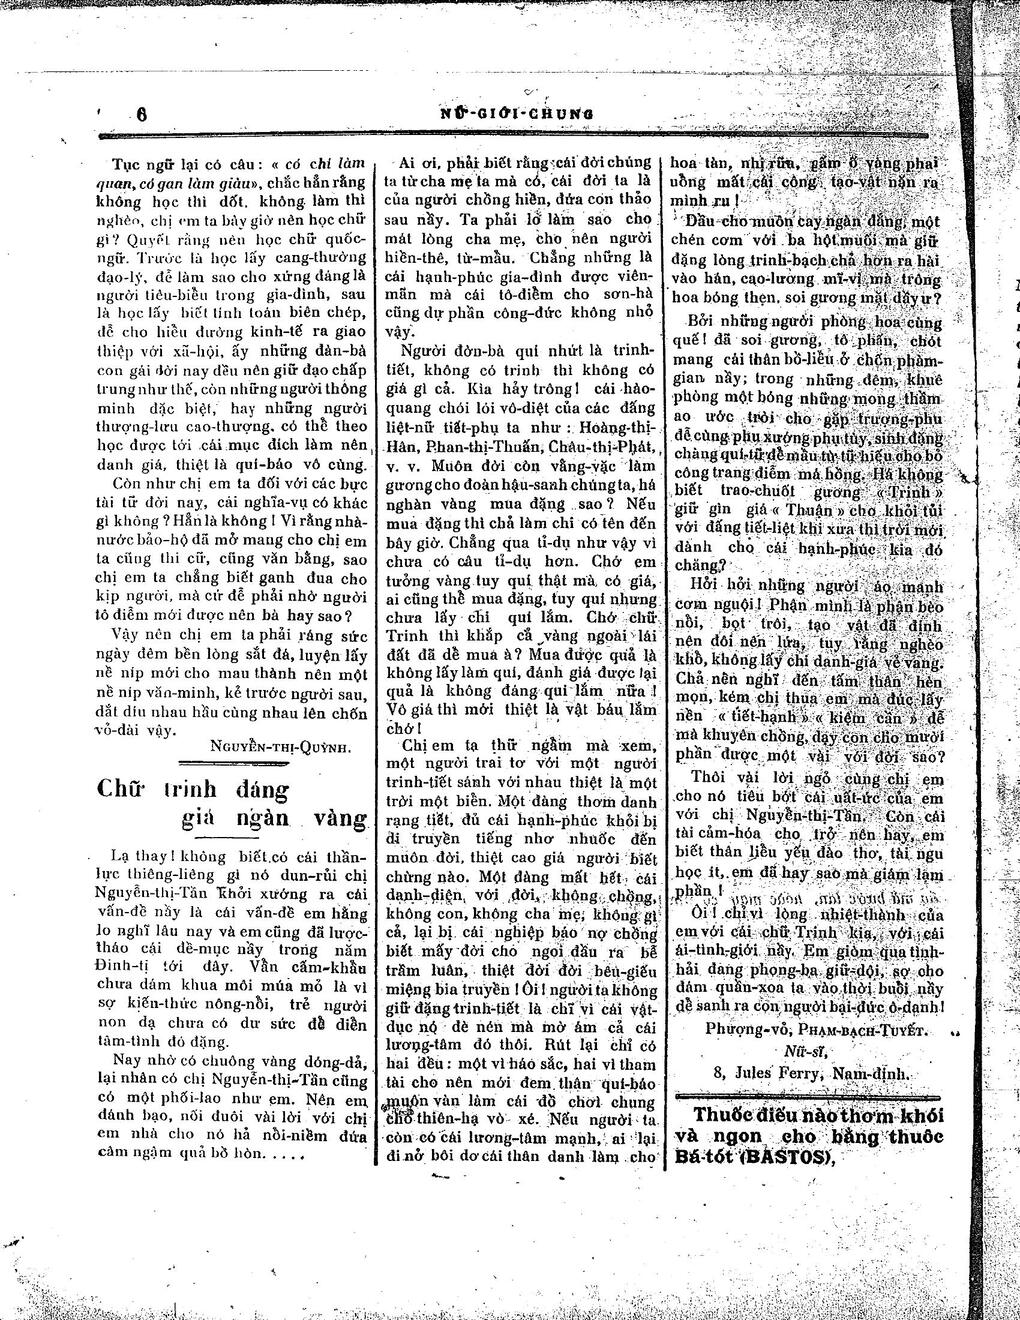 6
NỮ-GIỚI-CHUNG
Tục ngữ lại có câu : « có chí làm
quan, có gan làm giàu», chắc hẳn rằng
không học thì dốt, không làm thì
nghèo, chị em ta bây giờ nên học chữ
gì ? Quyết rằng nên học chữ quốc-
ngữ. Trước là học lấy cang-thường
đạo-lý, để làm sao cho xứng đáng là
người tiêu-biểu trong gia-đình, sau
là học lấy biết tính toán biên chép,
để cho hiểu đường kinh-tế ra giao
thiệp với xã-hội, ấy những đàn-bà
con gái đời nay đều nên giữ đạo chấp
trung như thế, còn những người thông
minh đặc biệt, hay những người
thượng-lưu cao-thượng, có thể theo
học được tới cái mục đích làm nên
danh giá, thiệt là quí-báo vô cùng.
Còn như chị em ta đối với các bực
tài tử đời nay, cái nghĩa-vụ có khác
gì không ? Hẳn là không ! Vì rằng nhà-
nước bảo-hộ đã mở mang cho chị em
ta cũng thi cử, cũng văn bằng, sao
chị em ta chẳng biết ganh đua cho
kịp người, mà cứ để phải nhờ người
tô điểm mới được nên bà hay sao ?
Vậy nên chị em ta phải ráng sức
ngày đêm bền lòng sắt đá, luyện lấy
nề níp mới cho mau thành nên một
nề níp văn-minh, kẻ trước người sau,
dắt díu nhau hầu cùng nhau lên chốn
vỏ-đài vậy.
NGUYỄN-THỊ-QUỲNH.
Chữ trinh đáng
giá ngàn vàng
Lạ thay ! không biết có cái thần-
lực thiêng-liêng gì nó dun-rủi chị
Nguyễn-thị-Tần khởi xướng ra cái
vấn-đề nầy là cái vấn-đề em hằng
lo nghĩ lâu nay và em cũng đã lược-
thảo cái đề-mục nầy trong năm
Đinh-tị tới đây. Vẫn cấm-khẩu
chưa dám khua môi múa mỏ là vì
sợ kiến-thức nông-nổi, trẻ người
non dạ chưa có dư sức để diễn
tâm-tình đó đặng.
Nay nhờ có chuông vàng đóng-dả,
lại nhân có chị Nguyễn-thị-Tần cũng
có một phối-lao như em. Nên em
đánh bạo, nối đuôi vài lời với chị
em nhà cho nó hả nỗi-niềm đứa
câm ngậm quả bồ hòn.....
Ai ơi, phải biết rằng cái đời chúng
ta từ cha mẹ ta mà có, cái đời ta là
của người chồng hiền, đứa con thảo
sau nầy. Ta phải lo làm sao cho
mát lòng cha mẹ, cho nên người
hiền-thê, từ-mẫu. Chẳng những là
cái hạnh-phúc gia-đình được viên-
mãn mà cái tô-điểm cho sơn-hà
cũng dự phần công-đức không nhỏ
vậy.
Người đờn-bà quí nhứt là trinh-
tiết, không có trinh thì không có
giá gì cả. Kìa hảy trông ! cái hào-
quang chói lói vô-diệt của các đấng
liệt-nữ tiết-phụ ta như : Hoàng-thị-
Hân, Phan-thị-Thuấn, Châu-thị-Phát,
v. v. Muôn đời còn vằng-vặc làm
gương cho đoàn hậu-sanh chúng ta, há
nghàn vàng mua đặng sao ? Nếu
mua đặng thì chả làm chi có tên đến
bây giờ. Chẳng qua tỉ-dụ như vậy vì
chưa có câu tỉ-dụ hơn. Chớ em
tưởng vàng tuy quí thật mà có giá,
ai cũng thể mua đặng, tuy quí nhưng
chưa lấy chi quí lắm. Chớ chữ
Trinh thì khắp cả vàng ngoài lái
đất đã dề mua à ? Mua được quả là
không lấy làm quí, đánh giá được lại
quả là không đáng quí lắm nữa !
Vô giá thì mới thiệt là vật báu lắm
chớ !
Chị em ta thử ngẫm mà xem,
một người trai tơ với một người
trinh-tiết sánh với nhau thiệt là một
trời một biển. Một đàng thơm danh
rạng tiết, đủ cái hạnh-phúc khỏi bị
di truyền tiếng nhơ nhuốc đến
muôn đời, thiệt cao giá người biết
chừng nào. Một đàng mất hết cái
danh-diện, với đời, không chồng,
không con, không cha mẹ, không gì
cả, lại bị cái nghiệp báo nợ chồng
biết mấy đời cho ngoi đầu ra bể
trầm luân, thiệt đời đời bêu-giếu
miệng bia truyền ! Ôi ! người ta không
giữ đặng trinh-tiết là chỉ vì cái vật-
dục nó đè nén mà mờ ám cả cái
lương-tâm đó thôi. Rút lại chỉ có
hai đều : một vì háo sắc, hai vì tham
tài cho nên mới đem thân quí-báo
muôn vàn làm cái đồ chơi chung
cho thiên-hạ vò xé. Nếu người ta
còn có cái lương-tâm mạnh, ai lại
đi nở bôi dơ cái thân danh làm cho
hoa tàn, nhị rữa, gấm ố vàng phai
uổng mất cái công tạo-vật nặn ra
mình ru !
Dầu cho muôn cay ngàn đắng, một
chén cơm với ba hột muối mà giữ
đặng lòng trinh-bạch chả hơn ra hài
vào hán, cao-lương mĩ-vị mà trông
hoa bóng thẹn, soi gương mặt dầy ư ?
Bởi những người phòng hoa cùng
quế ! đã soi gương, tô phấn, chót
mang cái thân bồ-liễu ở chốn phàm-
gian nầy ; trong những đêm, khuê
phòng một bóng những mong thầm
ao ước trời cho gặp trượng-phu
để cùng phu xướng phụ tùy, sinh đặng
chàng quí-tử để mẫu từ tử hiếu cho bỏ
công trang điểm má hồng. Há không
biết trao-chuốt gương « Trinh »
giữ gìn giá « Thuận » cho khỏi tủi
với đấng tiết-liệt khi xưa thì trời mới
dành cho cái hạnh-phúc kia đó
chăng ?
Hỡi hỡi những người áo mảnh
cơm nguội ! Phận mình là phận bèo
nổi, bọt trôi, tạo vật đã định
nên đôi nên lứa, tuy rằng nghèo
khổ, không lấy chi danh-giá vẻ vang.
Chả nên nghĩ đến tấm thân hèn
mọn, kém chị thua em mà đúc lấy
nền « tiết-hạnh » « kiệm cần » để
mà khuyên chồng, dạy con cho mười
phần được một vài với đời sao ?
Thôi vài lời ngỏ cùng chị em
cho nó tiêu bớt cái uất-ức của em
với chị Nguyễn-thị-Tần. Còn cái
tài cảm-hóa cho trở nên hay, em
biết thân liễu yếu đào thơ, tài ngu
học ít, em đã hay sao mà giám lạm
phần !
Ôi ! chỉ vì lòng nhiệt-thành của
em với cái chữ Trinh kia, với cái
ái-tình-giới nầy. Em giòm qua tình-
hải đang phong-ba giữ-dội, sợ cho
đám quần-xoa ta vào thời buổi nầy
dễ sanh ra con người bại-đức ô-danh !
Phượng-vỏ, PHẠM-BẠCH-TUYẾT.
Nữ-sĩ,
8, Jules Ferry, Nam-định.
Thuốc điếu nào thơm khói
và ngon cho bằng thuốc
Bá-tót (BASTOS),